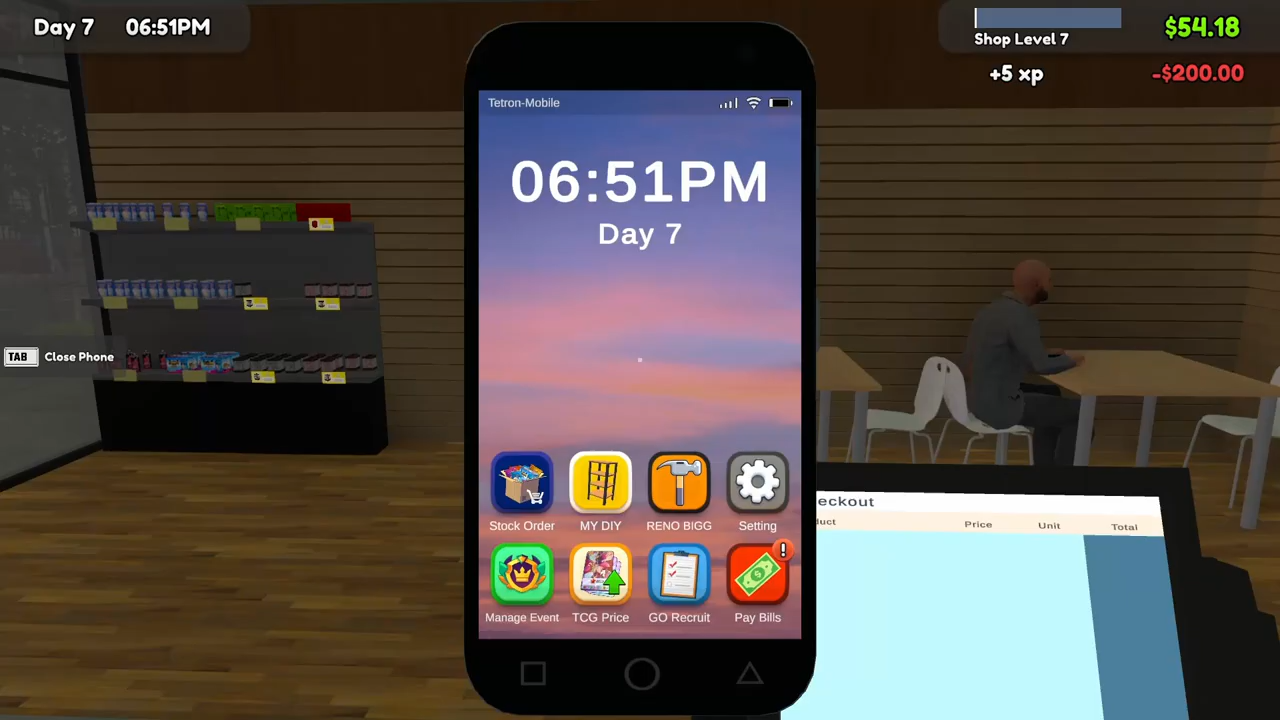 Day 7 06:51PM
Shop Level 7
$54.18
+5 xp
-$200.00
Tetron-Mobile
06:51PM
Day 7
TAB Close Phone
Stock Order MY DIY RENO BIGG Setting
Manage Event TCG Price GO Recruit Pay Bills
!
eckout
duct Price Unit Total